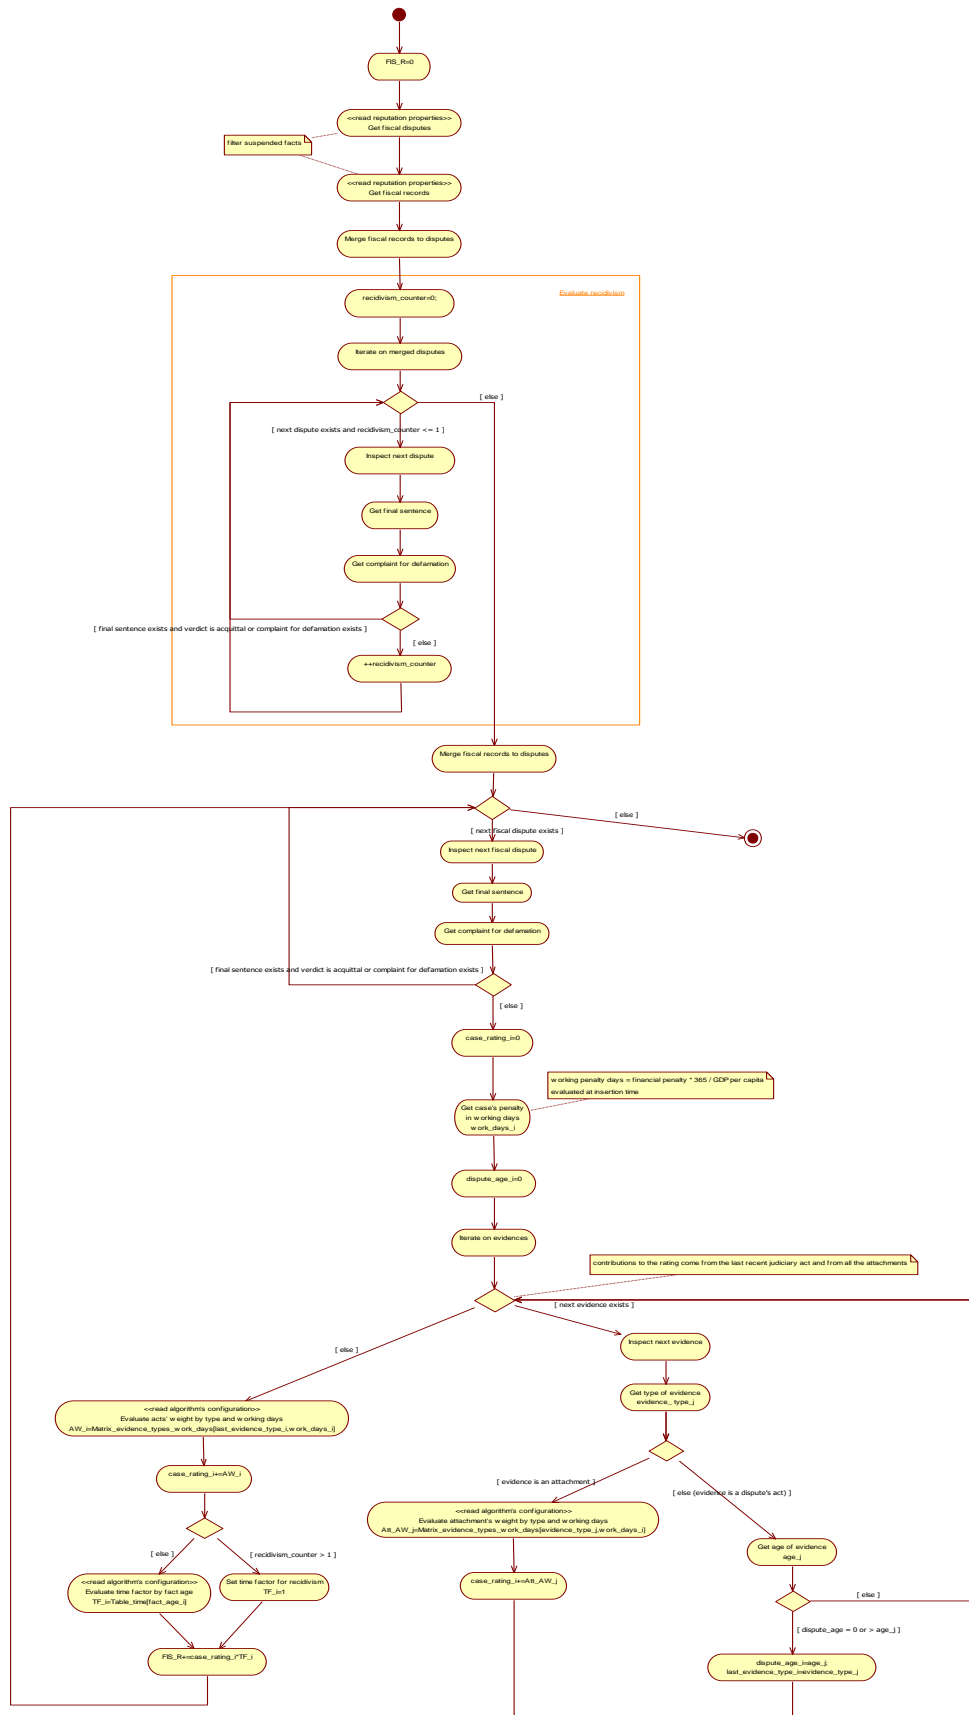 FIS_R=0
<<read reputation properties>>
Get fiscal disputes
filter suspended facts
<<read reputation properties>>
Get fiscal records
Merge fiscal records to disputes
Evaluate recidivism
recidivism_counter=0;
Iterate on merged disputes
[ else ]
[ next dispute exists and recidivism_counter <= 1 ]
Inspect next dispute
Get final sentence
Get complaint for defamation
[ final sentence exists and verdict is acquittal or complaint for defamation exists ]
[ else ]
++recidivism_counter
Merge fiscal records to disputes
[ else ]
[ next fiscal dispute exists ]
Inspect next fiscal dispute
Get final sentence
Get complaint for defamation
[ final sentence exists and verdict is acquittal or complaint for defamation exists ]
[ else ]
case_rating_i=0
working penalty days = financial penalty * 365 / GDP per capita
evaluated at insertion time
Get case's penalty
in working days
work_days_i
dispute_age_i=0
Iterate on evidences
contributions to the rating come from the last recent judiciary act and from all the attachments
[ next evidence exists ]
[ else ]
Inspect next evidence
Get type of evidence
evidence_ type_j
<<read algorithm's configuration>>
Evaluate acts' weight by type and working days
AW_i=Matrix_evidence_types_work_days[last_evidence_type_i,work_days_i]
case_rating_i+=AW_i
[ evidence is an attachment ]
[ else (evidence is a dispute's act) ]
<<read algorithm's configuration>>
Evaluate attachment's weight by type and working days
Att_AW_j=Matrix_evidence_types_work_days[evidence_type_j,work_days_i]
Get age of evidence
age_j
[ else ]
[ recidivism_counter > 1 ]
<<read algorithm's configuration>>
Evaluate time factor by fact age
TF_i=Table_time[fact_age_i]
Set time factor for recidivism
TF_i=1
case_rating_i+=Att_AW_j
[ else ]
[ dispute_age = 0 or > age_j ]
FIS_R+=case_rating_i*TF_i
dispute_age_i=age_j;
last_evidence_type_i=evidence_type_j